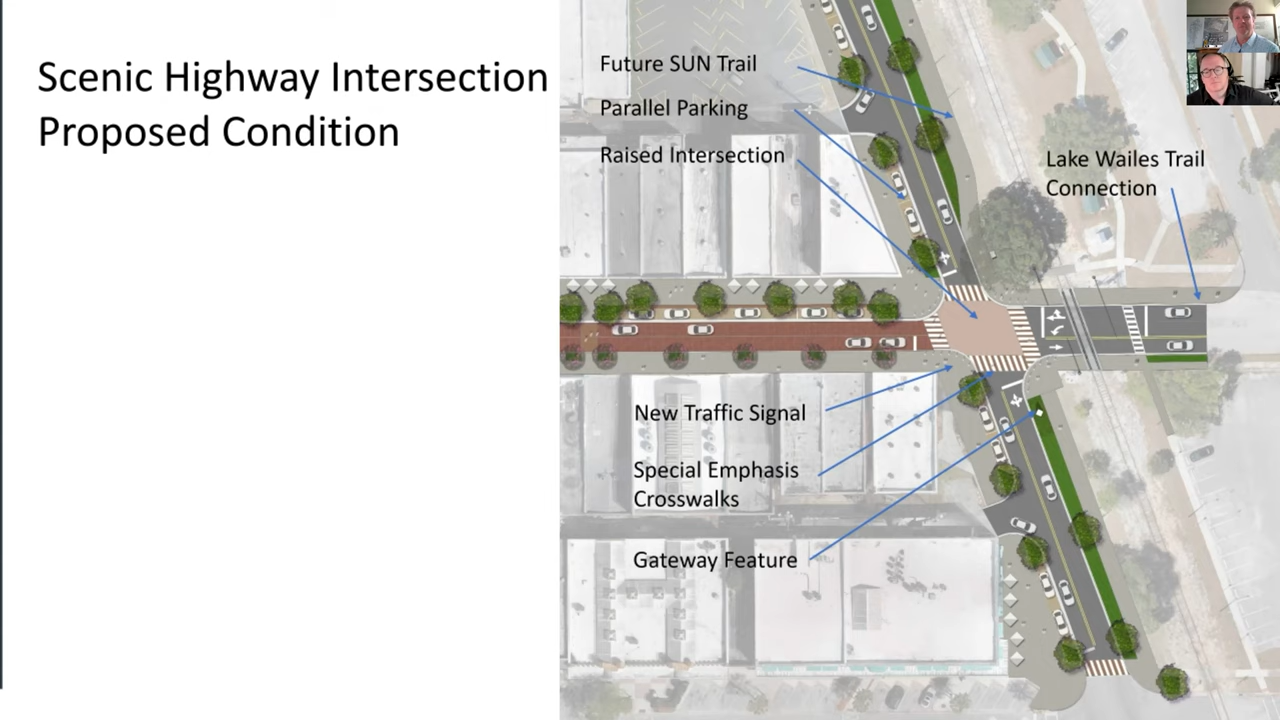 Scenic Highway Intersection
Proposed Condition
Future SUN Trail
Parallel Parking
Raised Intersection
Lake Wailes Trail
Connection
New Traffic Signal
Special Emphasis
Crosswalks
Gateway Feature